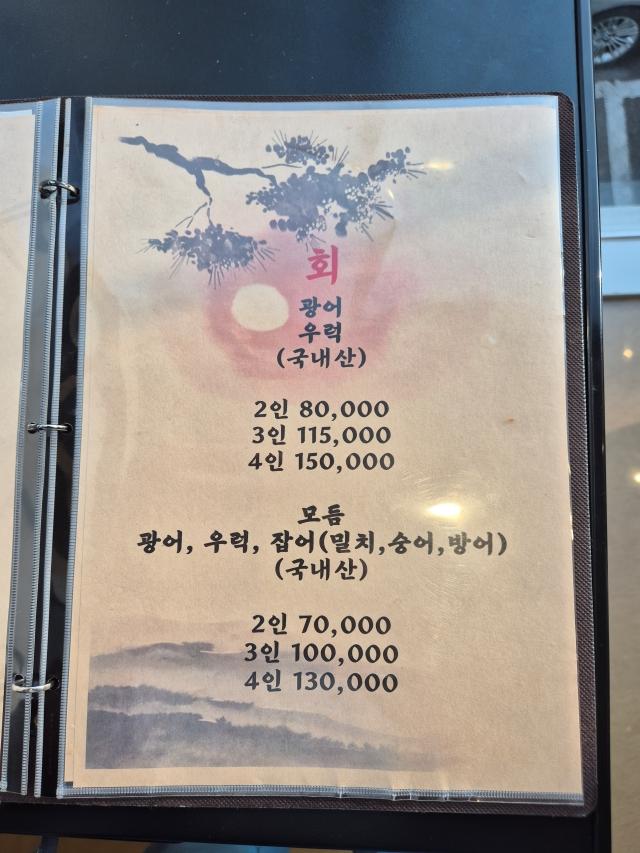 회
광어
우럭
(국내산)
2인 80,000
3인 115,000
4인 150,000
모듬
광어, 우럭, 잡어(밀치,숭어,방어)
(국내산)
2인 70,000
3인 100,000
4인 130,000